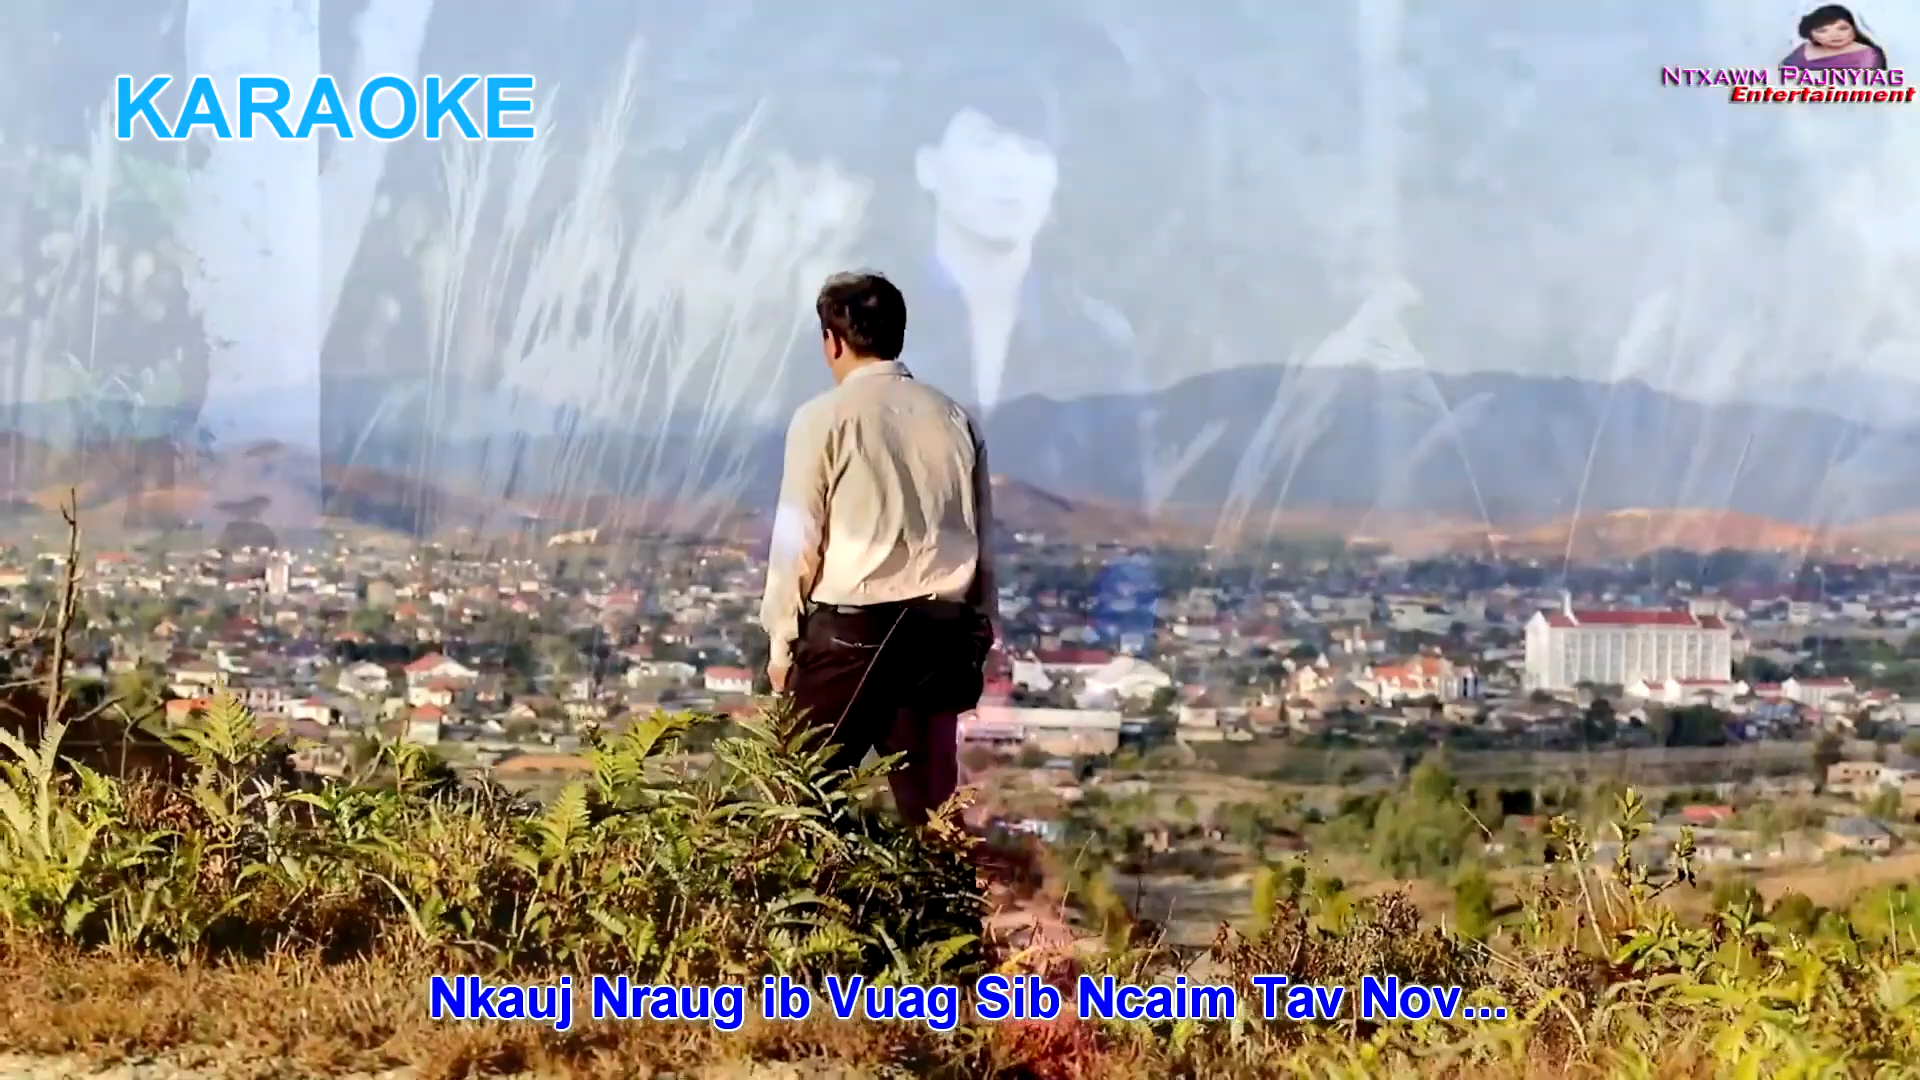 KARAOKE
NTXAWM PAJNYIAG
Entertainment
Nkauj Nraug ib Vuag Sib Ncaim Tav Nov...